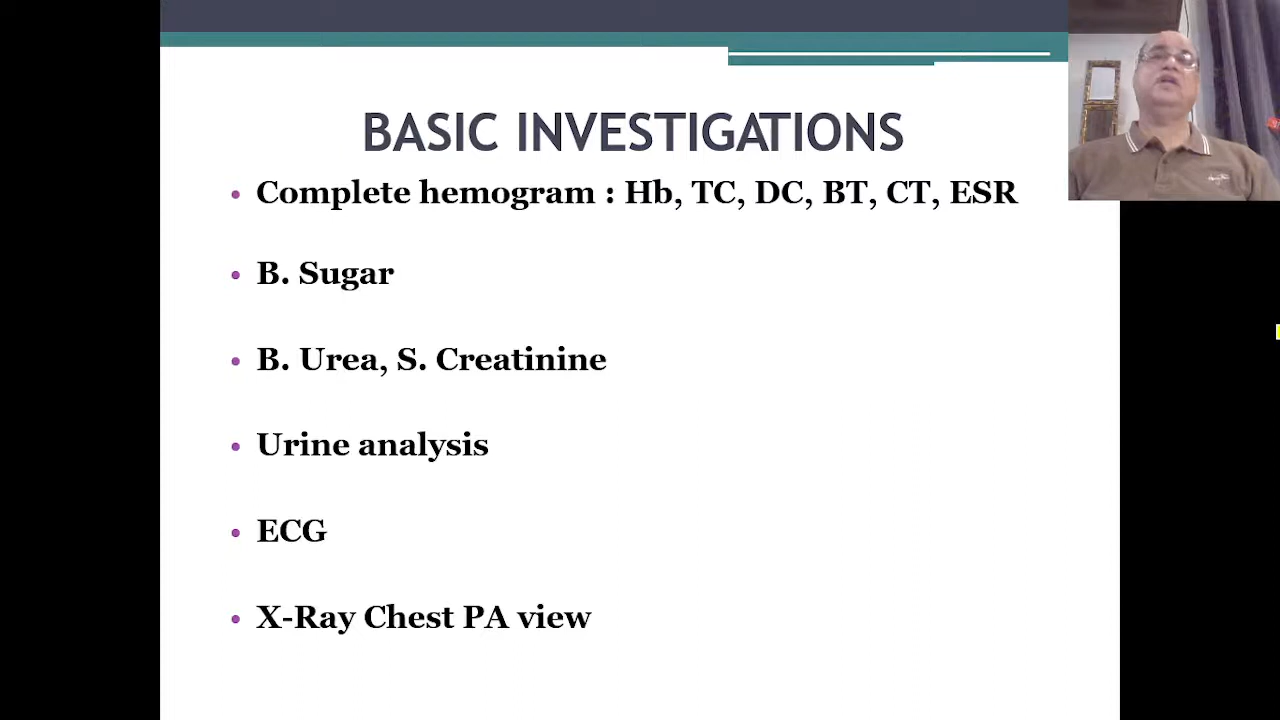 BASIC INVESTIGATIONS
• Complete hemogram : Hb, TC, DC, BT, CT, ESR
• B. Sugar
• B. Urea, S. Creatinine
• Urine analysis
• ECG
• X-Ray Chest PA view